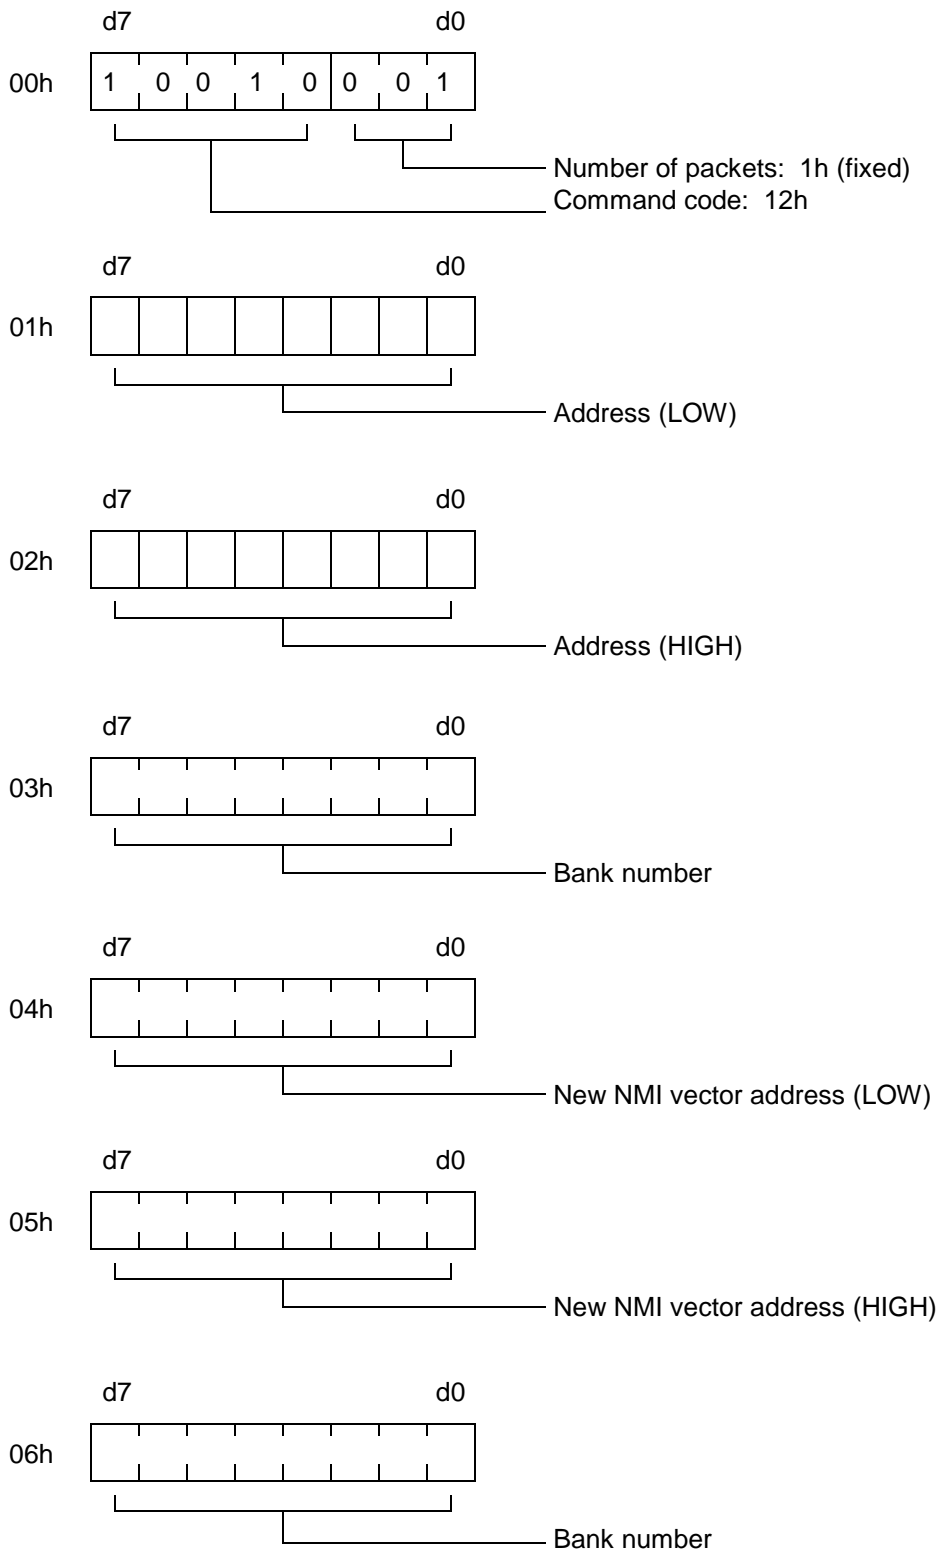 d7 d0
00h 1 0 0 1 0 0 0 1
Number of packets: 1h (fixed)
Command code: 12h
d7 d0
01h
Address (LOW)
d7 d0
02h
Address (HIGH)
d7 d0
03h
Bank number
d7 d0
04h
New NMI vector address (LOW)
d7 d0
05h
New NMI vector address (HIGH)
d7 d0
06h
Bank number